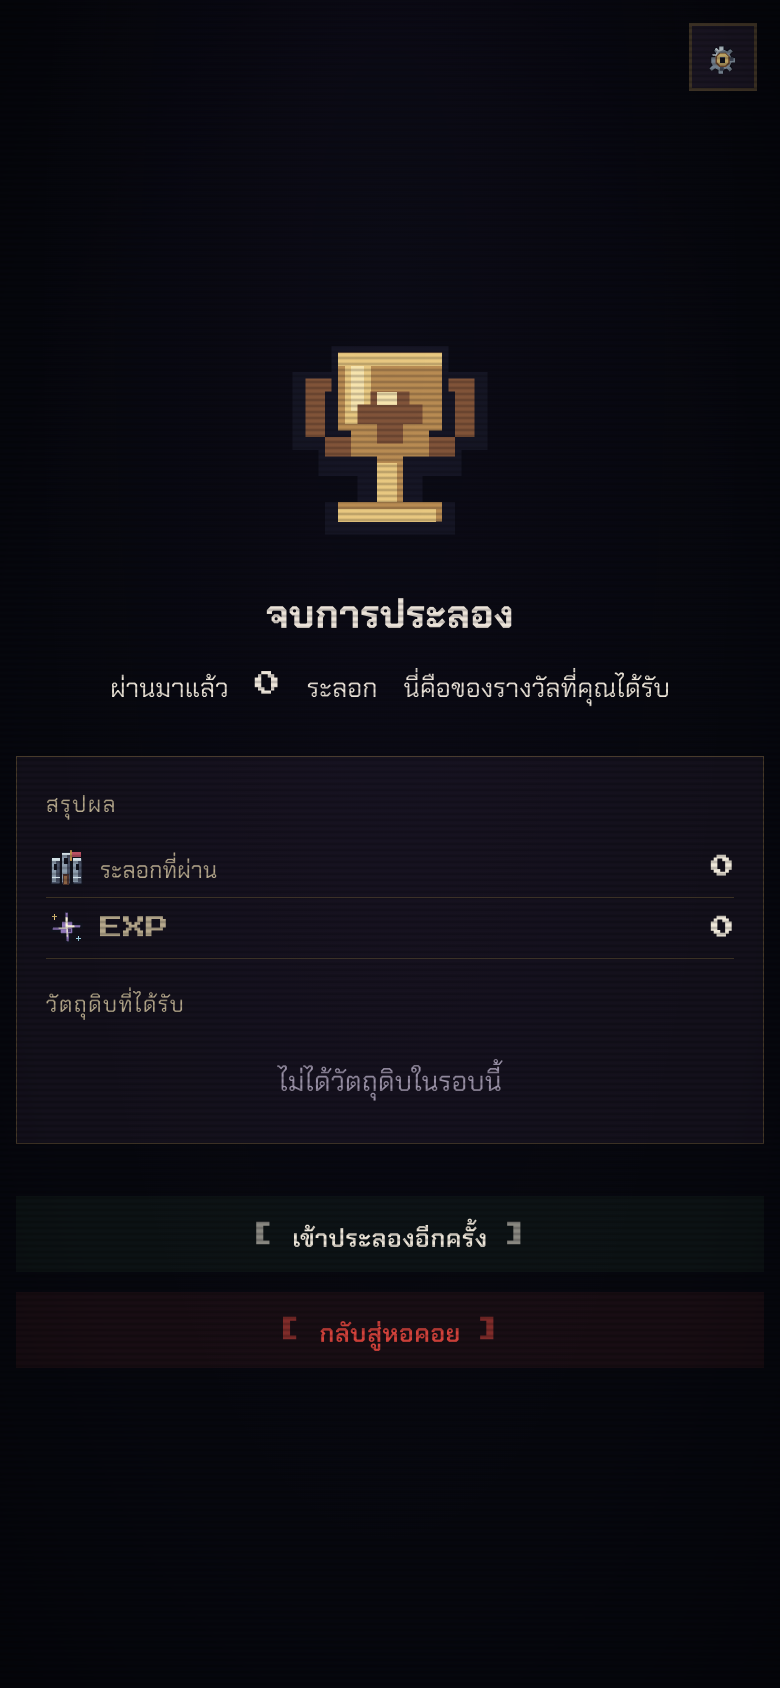 จบการประลอง
ผ่านมาแล้ว 0 ระลอก นี่คือของรางวัลที่คุณได้รับ
สรุปผล
ระลอกที่ผ่าน 0
EXP 0
วัตถุดิบที่ได้รับ
ไม่ได้วัตถุดิบในรอบนี้
[ เข้าประลองอีกครั้ง ]
[ กลับสู่หอคอย ]